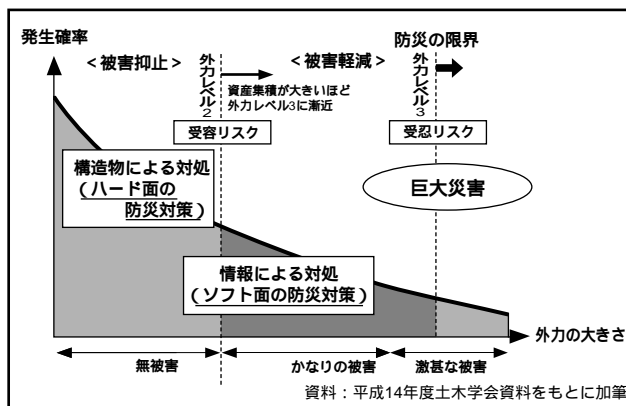 発生確率
<被害抑止>
外力レベル2
資産集積が大きいほど
外力レベル3に漸近
受容リスク
<被害軽減>
防災の限界
外力レベル3
受忍リスク
巨大災害
構造物による対処
(ハード面の
防災対策)
情報による対処
(ソフト面の防災対策)
外力の大きさ
無被害
かなりの被害
激甚な被害
資料:平成14年度土木学会資料をもとに加筆